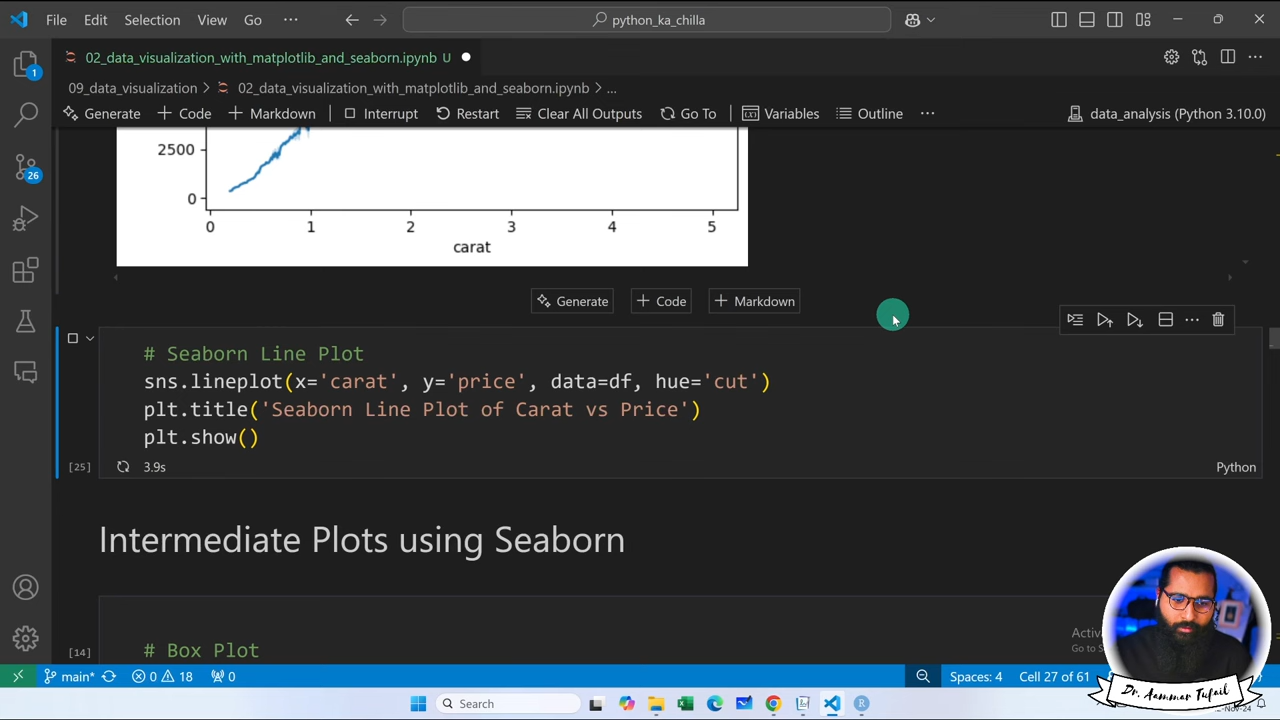 File Edit Selection View Go ··· python_ka_chilla
02_data_visualization_with_matplotlib_and_seaborn.ipynb U
1
09_data_visualization > 02_data_visualization_with_matplotlib_and_seaborn.ipynb > ...
Generate + Code + Markdown Interrupt Restart Clear All Outputs Go To Variables Outline ··· data_analysis (Python 3.10.0)
2500
26
0
0 1 2 3 4 5
carat
Generate + Code + Markdown
# Seaborn Line Plot
sns.lineplot(x='carat', y='price', data=df, hue='cut')
plt.title('Seaborn Line Plot of Carat vs Price')
plt.show()
[25] 3.9s Python
Intermediate Plots using Seaborn
[14] # Box Plot
main* 0 18 0 Spaces: 4 Cell 27 of 61
Search
Dr. Aammar Tufail